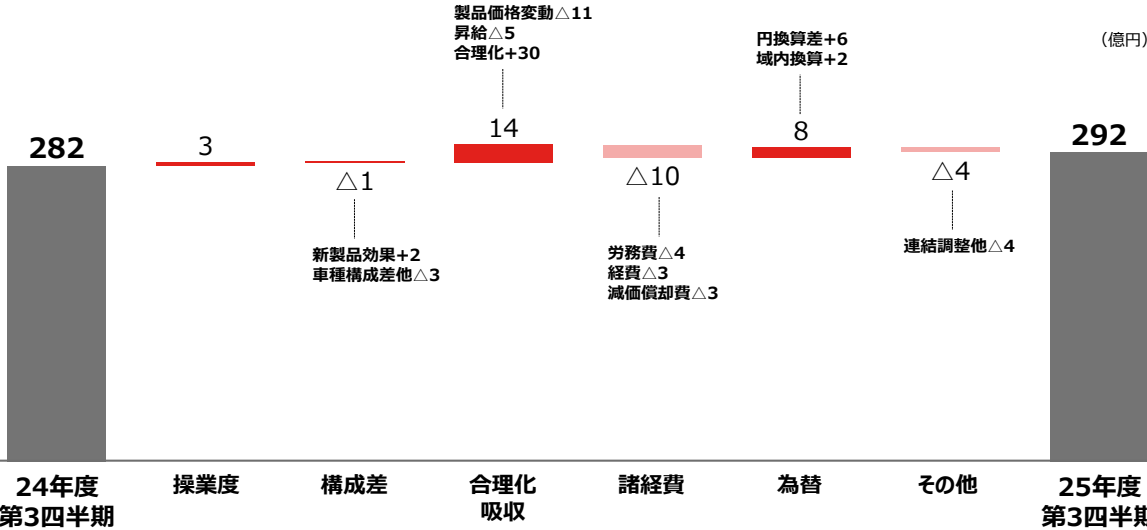 製品価格変動△11
昇給△5
合理化+30
円換算差+6
域内換算+2
（億円）
282
3
△1
14
△10
8
△4
292
新製品効果+2
車種構成差他△3
労務費△4
経費△3
減価償却費△3
連結調整他△4
24年度
第3四半期
操業度
構成差
合理化
吸収
諸経費
為替
その他
25年度
第3四半期